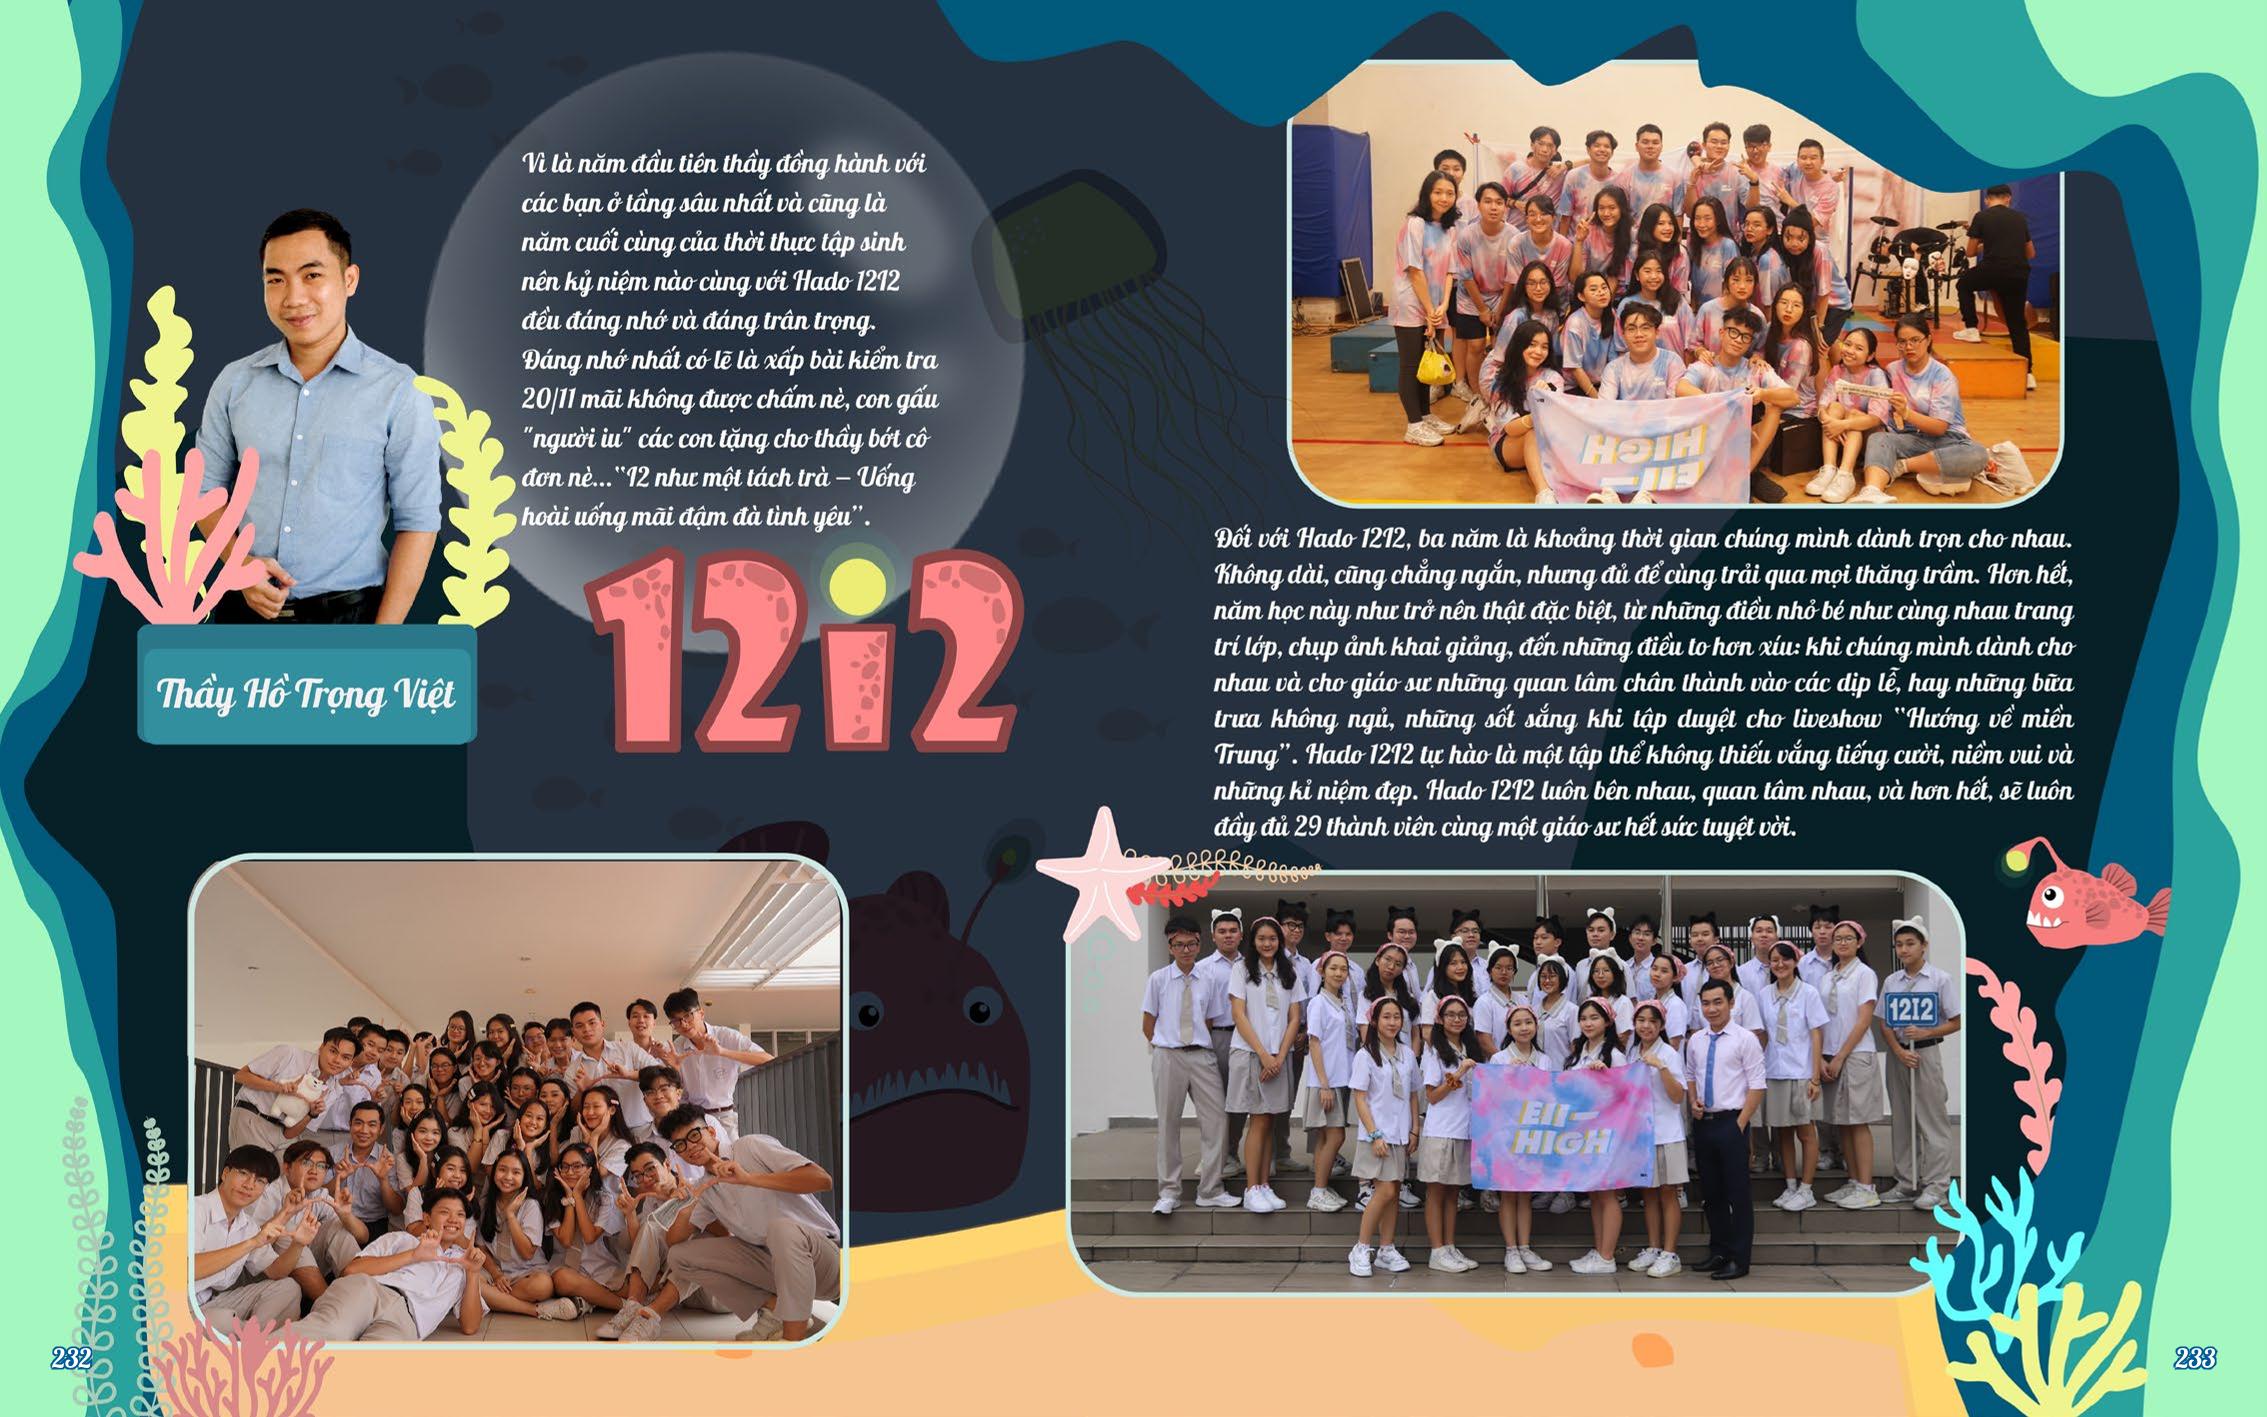 Vì là năm đầu tiên thầy đồng hành với
các bạn ở tầng sâu nhất và cũng là
năm cuối cùng của thời thực tập sinh
nên kỷ niệm nào cùng với Hado 12I2
đều đáng nhớ và đáng trân trọng.
Đáng nhớ nhất có lẽ là xấp bài kiểm tra
20/11 mãi không được chấm nè, con gấu
"người iu" các con tặng cho thầy bớt cô
đơn nè... “I2 như một tách trà – Uống
hoài uống mãi đậm đà tình yêu”.
Thầy Hồ Trọng Việt
12i2
EII-
HIGH
Đối với Hado 12I2, ba năm là khoảng thời gian chúng mình dành trọn cho nhau.
Không dài, cũng chẳng ngắn, nhưng đủ để cùng trải qua mọi thăng trầm. Hơn hết,
năm học này như trở nên thật đặc biệt, từ những điều nhỏ bé như cùng nhau trang
trí lớp, chụp ảnh khai giảng, đến những điều to hơn xíu: khi chúng mình dành cho
nhau và cho giáo sư những quan tâm chân thành vào các dịp lễ, hay những bữa
trưa không ngủ, những sốt sắng khi tập duyệt cho liveshow “Hướng về miền
Trung”. Hado 12I2 tự hào là một tập thể không thiếu vắng tiếng cười, niềm vui và
những kỉ niệm đẹp. Hado 12I2 luôn bên nhau, quan tâm nhau, và hơn hết, sẽ luôn
đầy đủ 29 thành viên cùng một giáo sư hết sức tuyệt vời.
12I2
EII-
HIGH
232
233